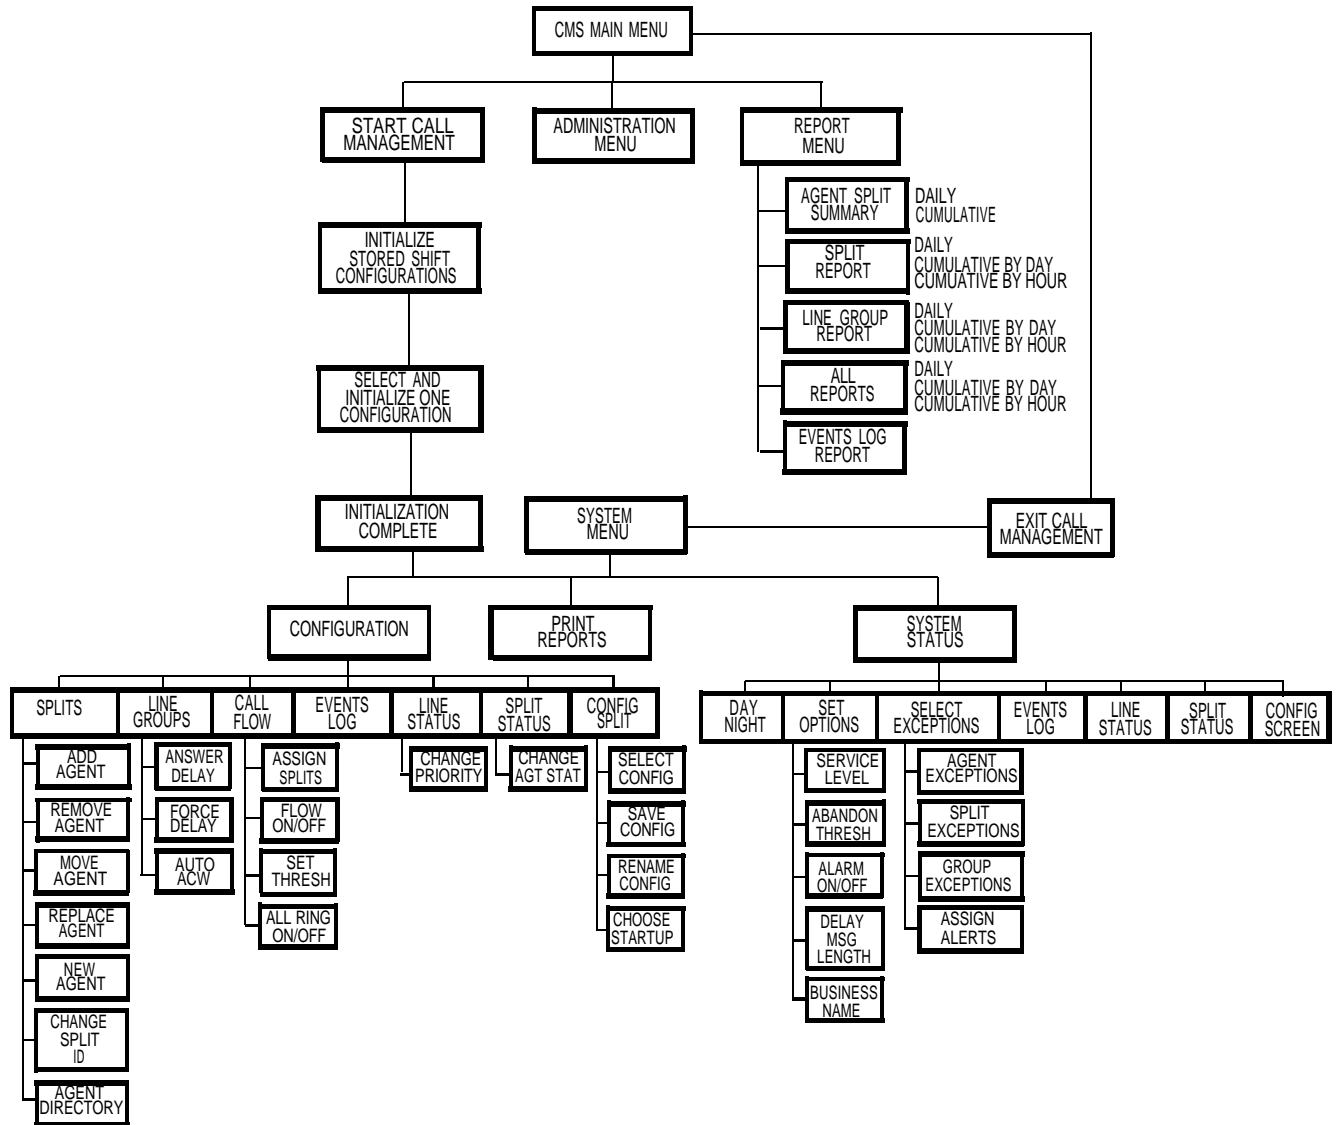 CMS MAIN MENU
START CALL
MANAGEMENT
ADMINISTRATION
MENU
REPORT
MENU
AGENT SPLIT
SUMMARY
DAILY
CUMULATIVE
SPLIT
REPORT
DAILY
CUMULATIVE BY DAY
CUMUATIVE BY HOUR
LINE GROUP
REPORT
DAILY
CUMULATIVE BY DAY
CUMULATIVE BY HOUR
ALL
REPORTS
DAILY
CUMULATIVE BY DAY
CUMULATIVE BY HOUR
EVENTS LOG
REPORT
INITIALIZE
STORED SHIFT
CONFIGURATIONS
SELECT AND
INITIALIZE ONE
CONFIGURATION
INITIALIZATION
COMPLETE
SYSTEM
MENU
EXIT CALL
MANAGEMENT
CONFIGURATION
PRINT
REPORTS
SYSTEM
STATUS
SPLITS
LINE
GROUPS
CALL
FLOW
EVENTS
LOG
LINE
STATUS
SPLIT
STATUS
CONFIG
SPLIT
ADD
AGENT
REMOVE
AGENT
MOVE
AGENT
REPLACE
AGENT
NEW
AGENT
CHANGE
SPLIT
ID
AGENT
DIRECTORY
ANSWER
DELAY
FORCE
DELAY
AUTO
ACW
ASSIGN
SPLITS
FLOW
ON/OFF
SET
THRESH
ALL RING
ON/OFF
CHANGE
PRIORITY
CHANGE
AGT STAT
SELECT
CONFIG
SAVE
CONFIG
RENAME
CONFIG
CHOOSE
STARTUP
DAY
NIGHT
SET
OPTIONS
SELECT
EXCEPTIONS
EVENTS
LOG
LINE
STATUS
SPLIT
STATUS
CONFIG
SCREEN
SERVICE
LEVEL
ABANDON
THRESH
ALARM
ON/OFF
DELAY
MSG
LENGTH
BUSINESS
NAME
AGENT
EXCEPTIONS
SPLIT
EXCEPTIONS
GROUP
EXCEPTIONS
ASSIGN
ALERTS